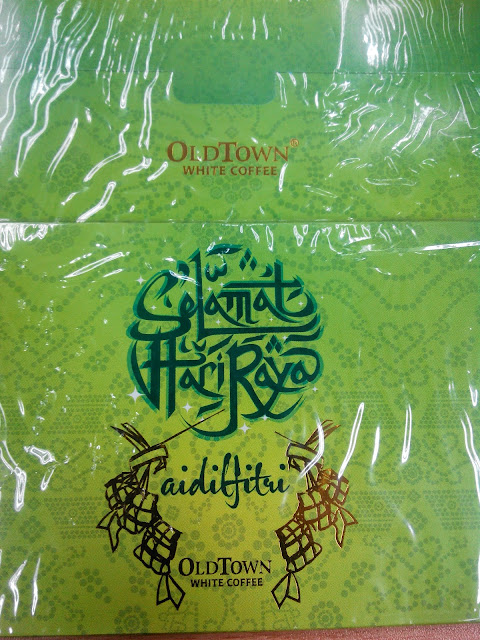 OLDTOWN®
WHITE COFFEE
Selamat
Hari Raya
aidilfitri
OLDTOWN
WHITE COFFEE